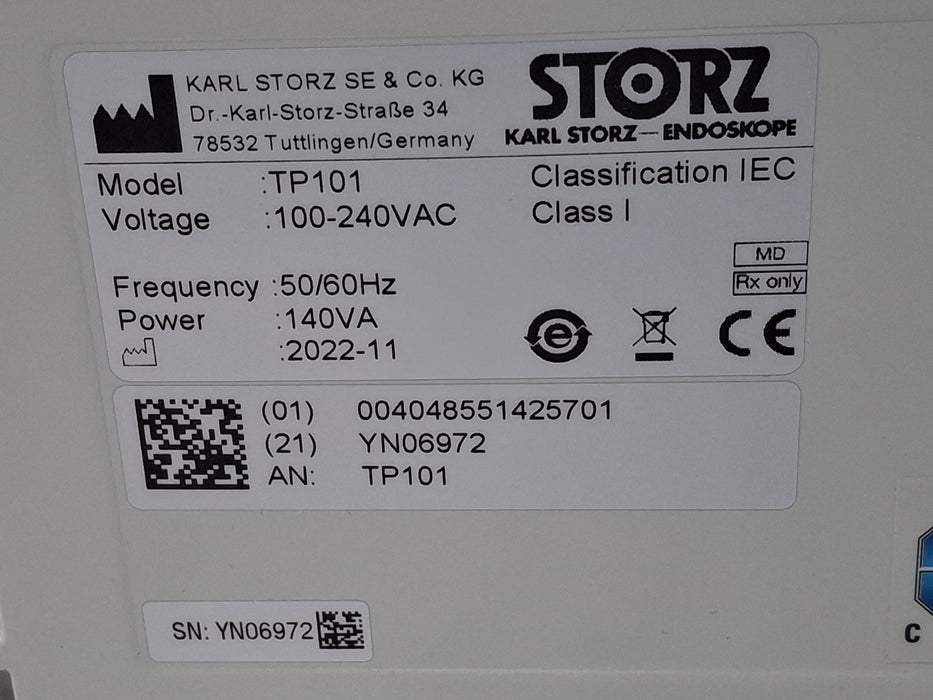 KARL STORZ SE & Co. KG
Dr.-Karl-Storz-Straße 34
78532 Tuttlingen/Germany
STORZ
KARL STORZ—ENDOSKOPE
Model :TP101
Voltage :100-240VAC
Frequency :50/60Hz
Power :140VA
:2022-11
Classification IEC
Class I
MD
Rx only
e
CE
(01) 004048551425701
(21) YN06972
AN: TP101
SN: YN06972
C